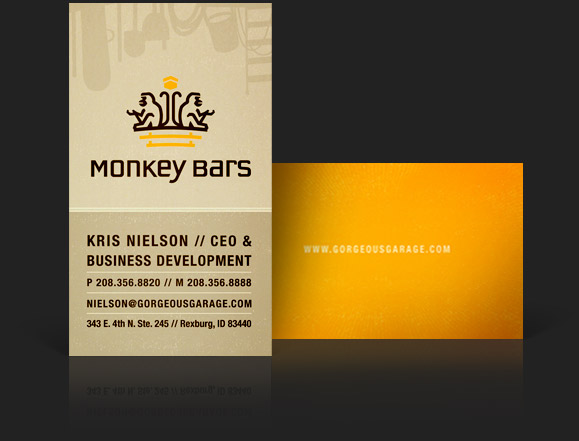 Monkey Bars
KRIS NIELSON // CEO &
BUSINESS DEVELOPMENT
P 208.356.8820 // M 208.356.8888
NIELSON@GORGEOUSGARAGE.COM
343 E. 4th N. Ste. 245 // Rexburg, ID 83440
WWW.GORGEOUSGARAGE.COM